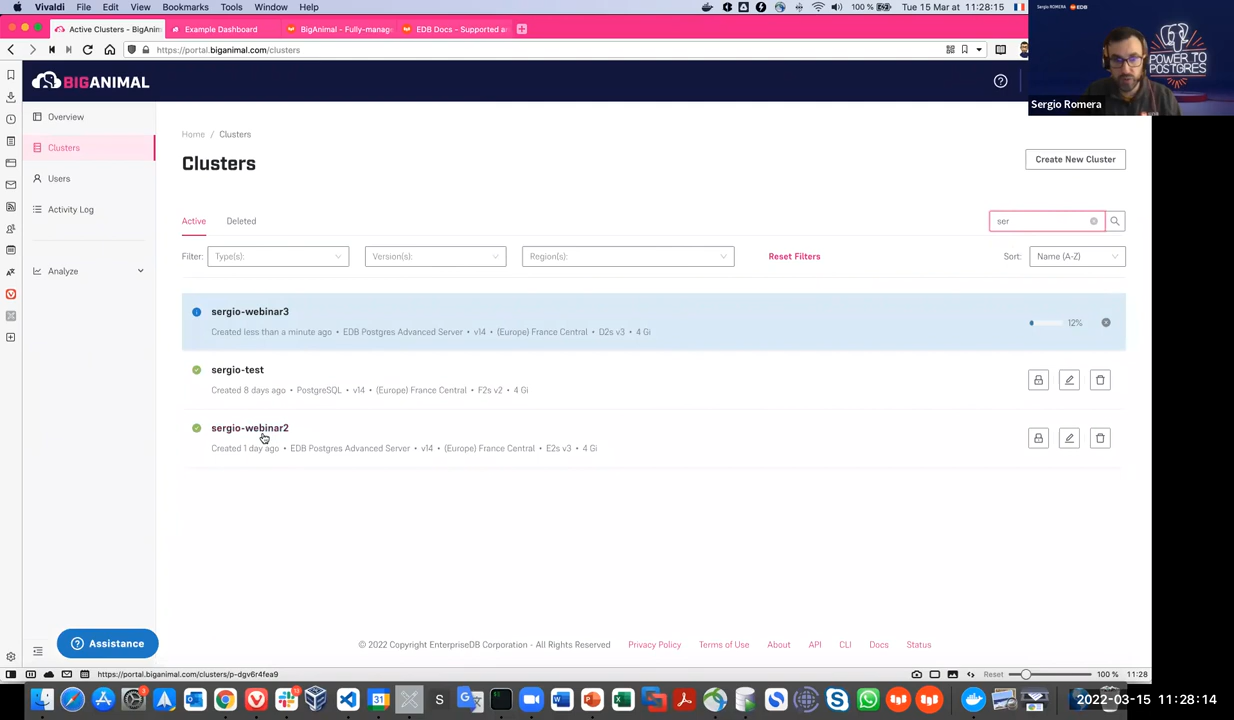 Vivaldi File Edit View Bookmarks Tools Window Help
100 % Tue 15 Mar 11:28:15
Sergio ROMERA EDB
Active Clusters - BigAnim Example Dashboard BigAnimal - Fully-manag EDB Docs - Supported ar
https://portal.biganimal.com/clusters
POWER TO
POSTGRES
Sergio Romera
BIGANIMAL
Overview
Clusters
Users
Activity Log
Analyze
Home / Clusters
Clusters
Create New Cluster
Active Deleted
ser
Filter: Type(s): Version(s): Region(s): Reset Filters Sort: Name (A-Z)
sergio-webinar3
Created less than a minute ago • EDB Postgres Advanced Server • v14 • (Europe) France Central • D2s v3 • 4 Gi
12%
sergio-test
Created 8 days ago • PostgreSQL • v14 • (Europe) France Central • F2s v2 • 4 Gi
sergio-webinar2
Created 1 day ago • EDB Postgres Advanced Server • v14 • (Europe) France Central • E2s v3 • 4 Gi
Assistance
© 2022 Copyright EnterpriseDB Corporation - All Rights Reserved Privacy Policy Terms of Use About API CLI Docs Status
https://portal.biganimal.com/clusters/p-dgv6r4fea9
Reset 100 % 11:28
2022-03-15 11:28:14